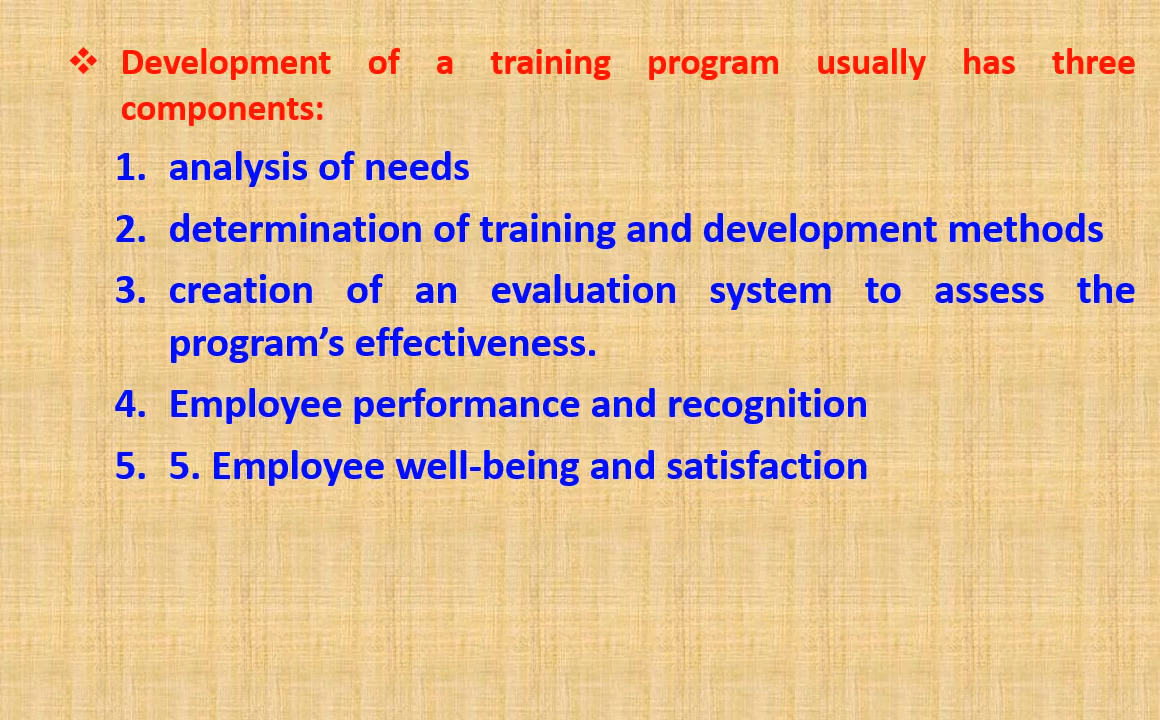 ❖ Development of a training program usually has three
components:
1. analysis of needs
2. determination of training and development methods
3. creation of an evaluation system to assess the
program’s effectiveness.
4. Employee performance and recognition
5. 5. Employee well-being and satisfaction